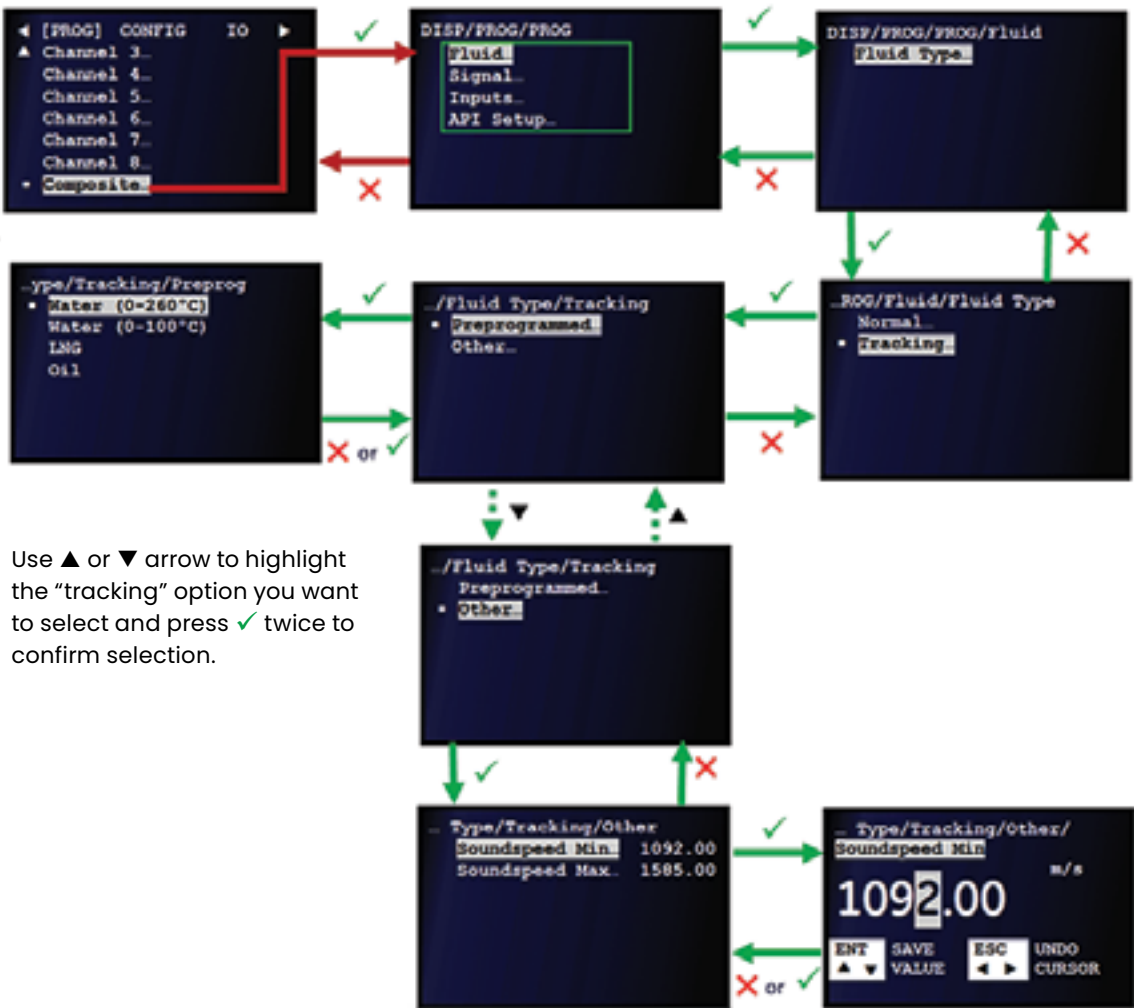 ◀ [PROG] CONFIG IO ▶
▲ Channel 3…
Channel 4…
Channel 5…
Channel 6…
Channel 7…
Channel 8…
▪ Composite…
✓
✕
DISP/PROG/PROG
Fluid…
Signal…
Inputs…
API Setup…
✓
✕
DISP/PROG/PROG/Fluid
Fluid Type…
✓
✕
…ype/Tracking/Preprog
▪ Water (0-260°C)
Water (0-100°C)
LNG
Oil
✓
✕ or ✓
…/Fluid Type/Tracking
▪ Preprogrammed…
Other…
✓
✕
…ROG/Fluid/Fluid Type
Normal…
▪ Tracking…
▼
▲
Use ▲ or ▼ arrow to highlight
the “tracking” option you want
to select and press ✓ twice to
confirm selection.
…/Fluid Type/Tracking
Preprogrammed…
▪ Other…
✓
✕
… Type/Tracking/Other
Soundspeed Min… 1092.00
Soundspeed Max… 1585.00
✓
✕ or ✓
… Type/Tracking/Other/
Soundspeed Min
m/s
1092.00
ENT SAVE ESC UNDO
▲ ▼ VALUE ◀ ▶ CURSOR